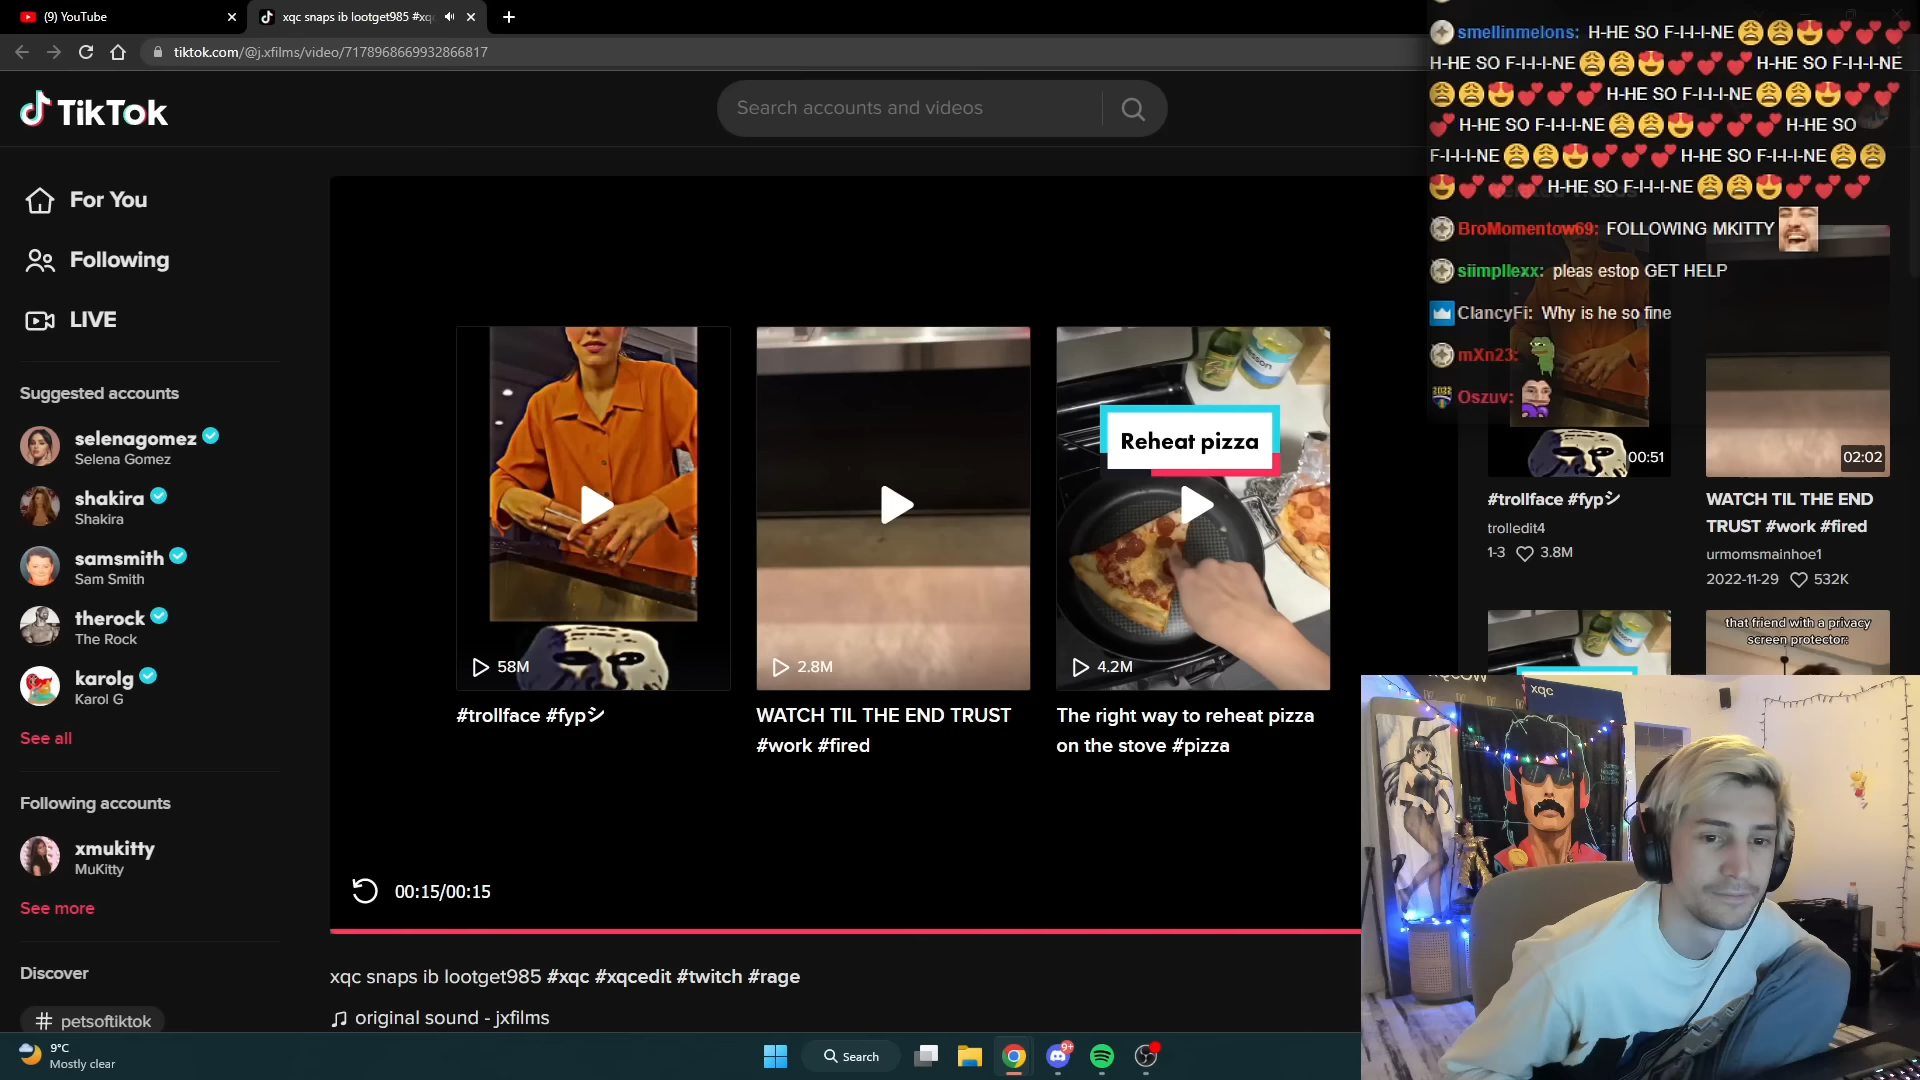 (9) YouTube
xqc snaps ib lootget985 #xqc
tiktok.com/@j.xfilms/video/7178968669932866817
TikTok
Search accounts and videos
For You
Following
LIVE
Suggested accounts
selenagomez
Selena Gomez
shakira
Shakira
samsmith
Sam Smith
therock
The Rock
karolg
Karol G
See all
Following accounts
xmukitty
MuKitty
See more
Discover
# petsoftiktok
58M
#trollface #fypシ
2.8M
WATCH TIL THE END TRUST
#work #fired
Reheat pizza
4.2M
The right way to reheat pizza
on the stove #pizza
00:15/00:15
xqc snaps ib lootget985 #xqc #xqcedit #twitch #rage
original sound - jxfilms
smellinmelons: H-HE SO F-I-I-I-NE 😩😩😍💕💕💕
H-HE SO F-I-I-I-NE 😩😩😍💕💕💕 H-HE SO F-I-I-I-NE
😩😩😍💕💕💕 H-HE SO F-I-I-I-NE 😩😩😍💕💕
💕 H-HE SO F-I-I-I-NE 😩😩😍💕💕💕 H-HE SO
F-I-I-I-NE 😩😩😍💕💕💕 H-HE SO F-I-I-I-NE 😩😩
😍💕💕💕 H-HE SO F-I-I-I-NE 😩😩😍💕💕💕
BroMomentow69: FOLLOWING MKITTY
siimpllexx: pleas estop GET HELP
ClancyFi: Why is he so fine
mXn23:
2022
Oszuv:
00:51
#trollface #fypシ
trolledit4
1-3 3.8M
02:02
WATCH TIL THE END
TRUST #work #fired
urmomsmainhoe1
2022-11-29 532K
that friend with a privacy
screen protector:
xqc
9°C
Mostly clear
Search
9+